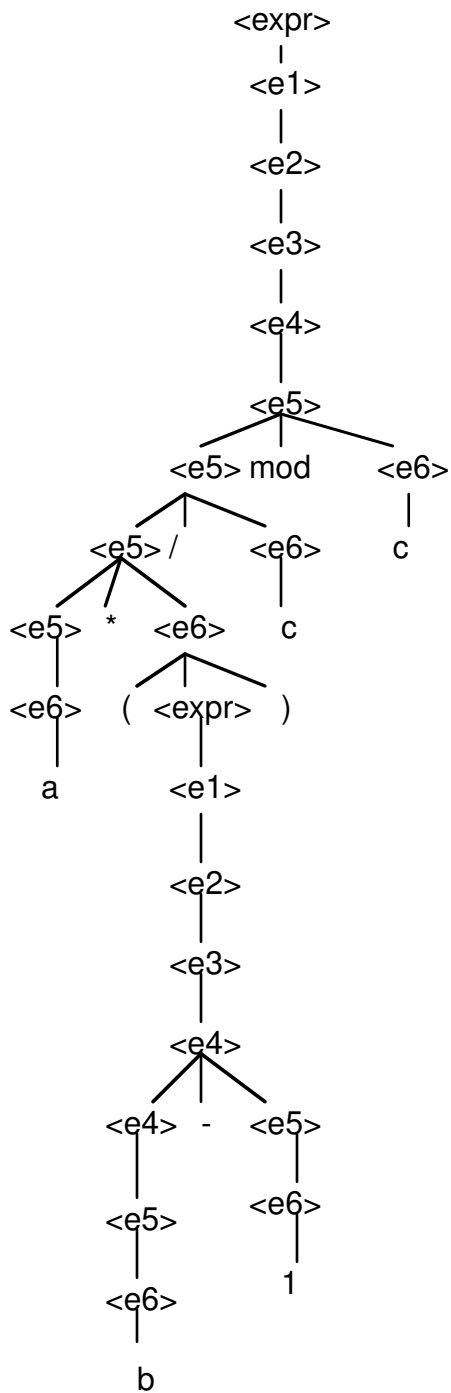 <expr>
<e1>
<e2>
<e3>
<e4>
<e5>
<e5> mod <e6>
<e5> / <e6> c
<e5> * <e6> c
<e6> ( <expr> )
a <e1>
<e2>
<e3>
<e4>
<e4> - <e5>
<e6>
<e5>
1
<e6>
b